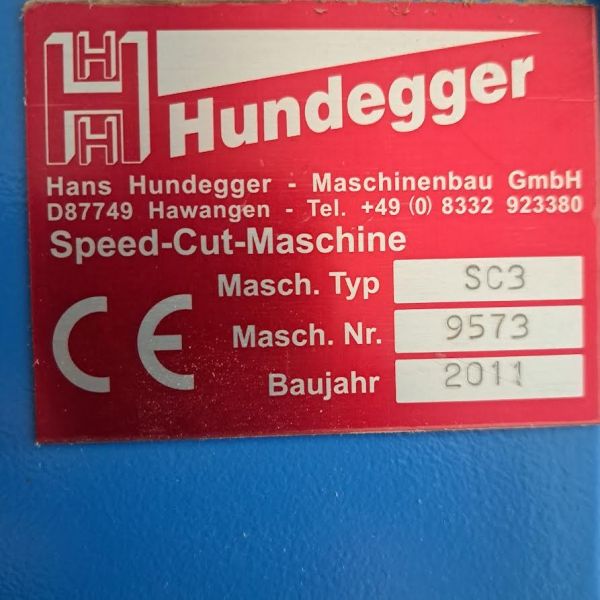 H H
Hundegger
Hans Hundegger - Maschinenbau GmbH
D87749 Hawangen - Tel. +49 (0) 8332 923380
Speed-Cut-Maschine
Masch. Typ SC3
Masch. Nr. 9573
Baujahr 2011
CE